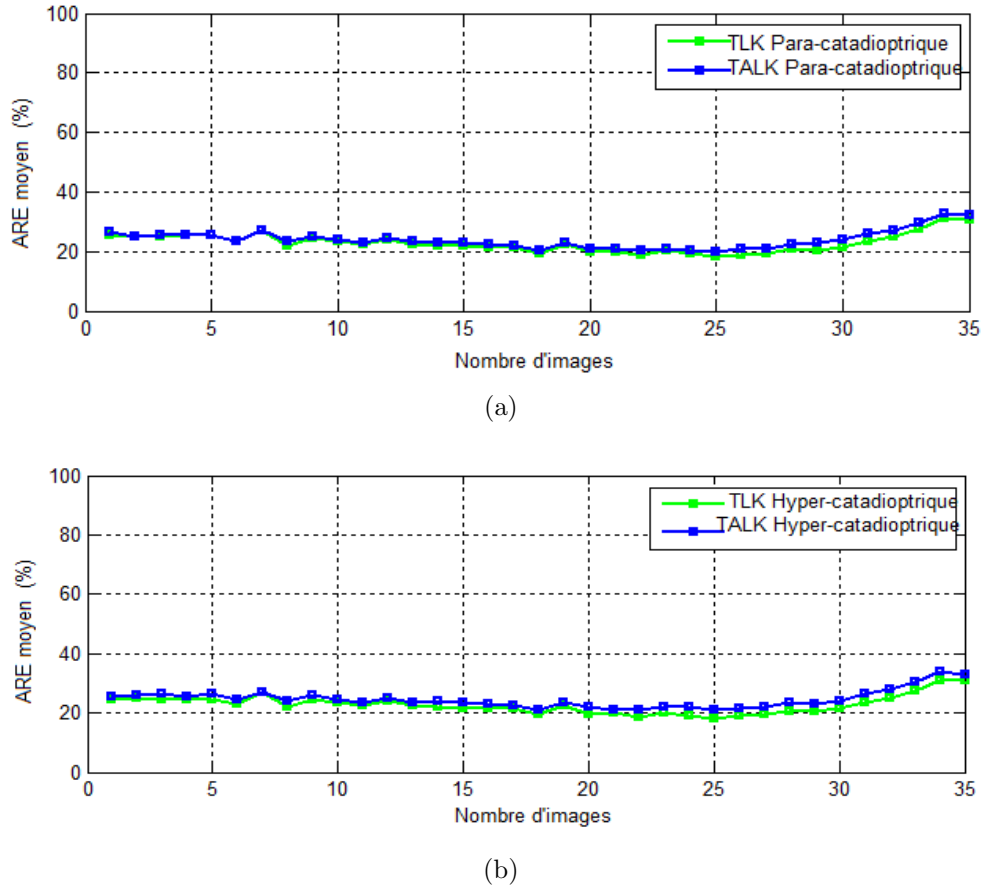 100
80
60
40
20
0
ARE moyen (%)
TLK Para-catadioptrique
TALK Para-catadioptrique
0 5 10 15 20 25 30 35
Nombre d'images
(a)
100
80
60
40
20
0
ARE moyen (%)
TLK Hyper-catadioptrique
TALK Hyper-catadioptrique
0 5 10 15 20 25 30 35
Nombre d'images
(b)